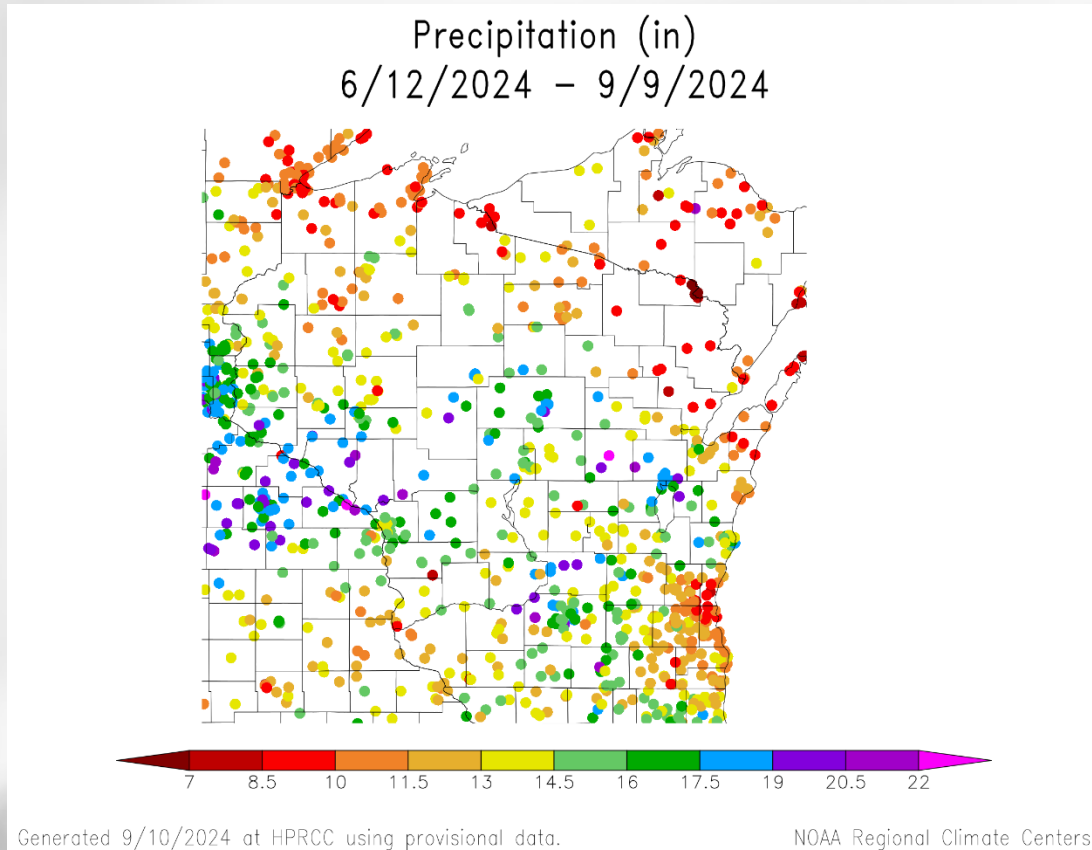 Precipitation (in)
6/12/2024 – 9/9/2024
7 8.5 10 11.5 13 14.5 16 17.5 19 20.5 22
Generated 9/10/2024 at HPRCC using provisional data. NOAA Regional Climate Centers